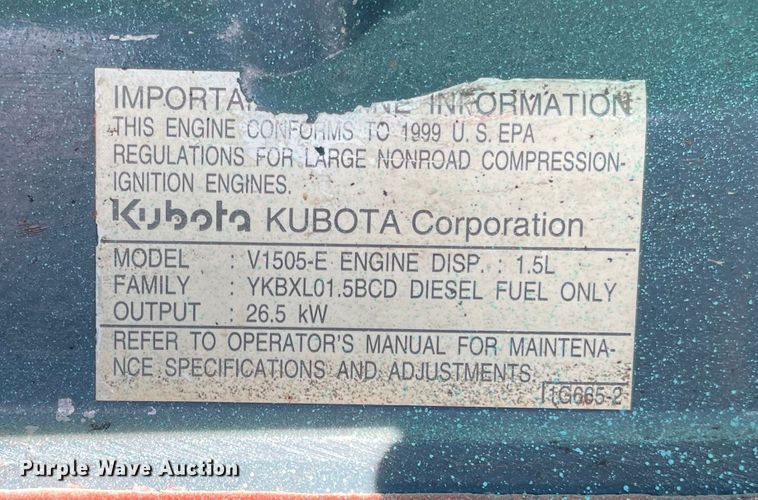 IMPORTA NE INFORMATION
THIS ENGINE CONFORMS TO 1999 U.S. EPA
REGULATIONS FOR LARGE NONROAD COMPRESSION-
IGNITION ENGINES.
Kubota KUBOTA Corporation
MODEL : V1505-E ENGINE DISP. : 1.5L
FAMILY : YKBXL01.5BCD DIESEL FUEL ONLY
OUTPUT : 26.5 kW
REFER TO OPERATOR'S MANUAL FOR MAINTENA-
NCE SPECIFICATIONS AND ADJUSTMENTS.
1G665-2
Purple Wave Auction